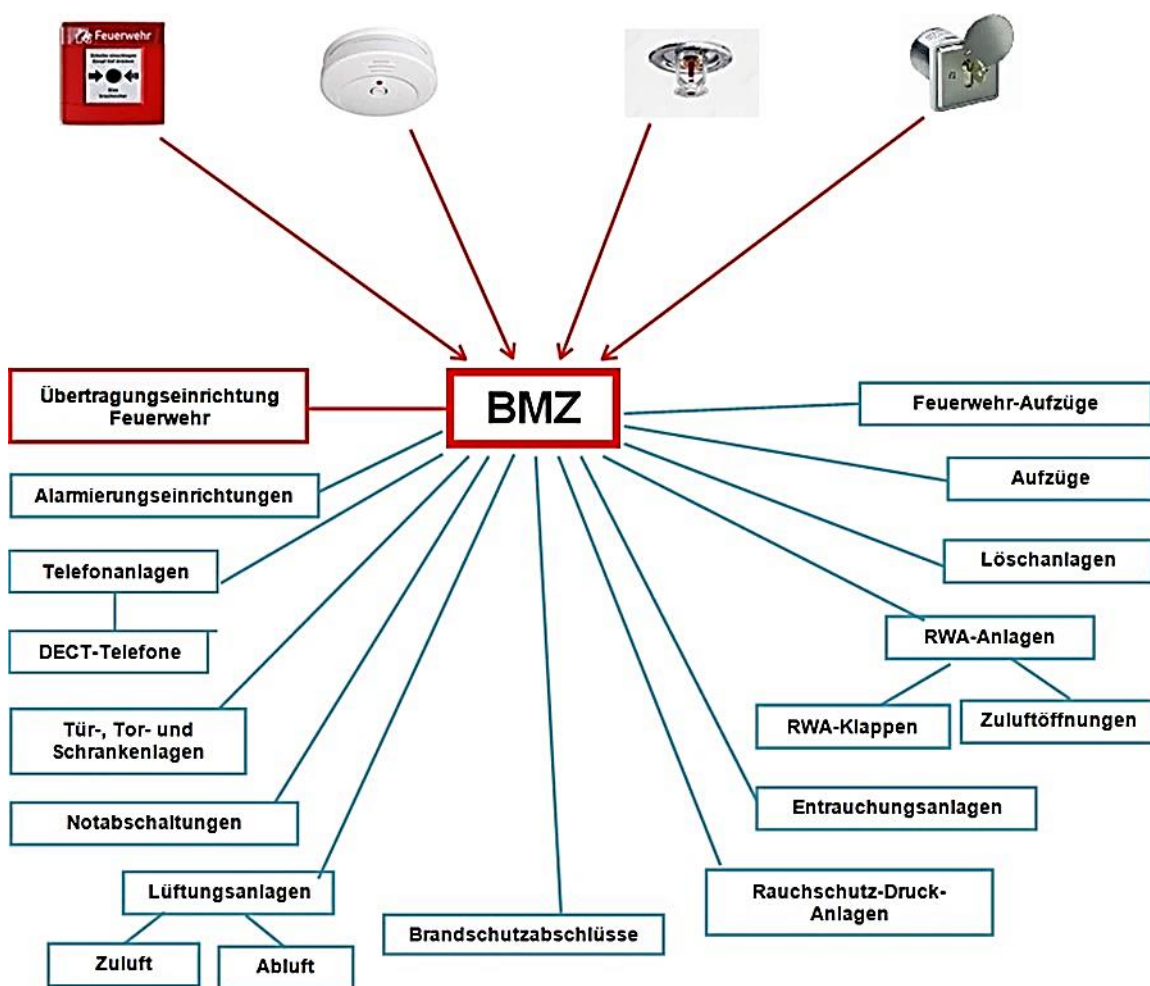 Feuerwehr
BMZ
Übertragungseinrichtung
Feuerwehr
Feuerwehr-Aufzüge
Alarmierungseinrichtungen
Aufzüge
Telefonanlagen
Löschanlagen
DECT-Telefone
RWA-Anlagen
Tür-, Tor- und
Schrankenlagen
RWA-Klappen
Zuluftöffnungen
Notabschaltungen
Entrauchungsanlagen
Lüftungsanlagen
Rauchschutz-Druck-
Anlagen
Brandschutzabschlüsse
Zuluft
Abluft